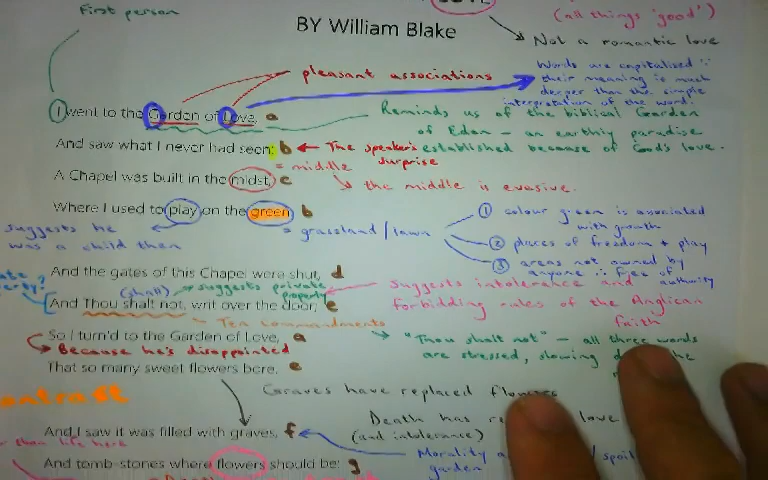 First person
LOVE
(all things 'good')
BY William Blake
Not a romantic love
pleasant associations
Words are capitalized ∵
their meaning is much
deeper than the simple
interpretation of the word.
I went to the Garden of Love, a
Reminds us of the biblical Garden
of Eden - an earthly paradise
established because of God's love.
And saw what I never had seen: b
The speaker's
surprise
= middle
A Chapel was built in the midst, c
the middle is evasive.
Where I used to play on the green. b
suggests he
was a child then
grassland / lawn
① colour green is associated
with growth
② places of freedom + play
③ areas not owned by
anyone ∴ free of
authority
And the gates of this Chapel were shut, d
(shall)
suggests private
property
And Thou shalt not, writ over the door; e
Suggests intolerance and
forbidding rules of the Anglican
faith
Ten Commandments
So I turn'd to the Garden of Love, a
Because he's disappointed
"Thou shalt not" - all three words
are stressed, slowing
That so many sweet flowers bore. e
Graves have replaced flowers
And I saw it was filled with graves, f
Death has
love
(and intolerance)
than life here
Morality
garden
And tomb-stones where flowers should be: g